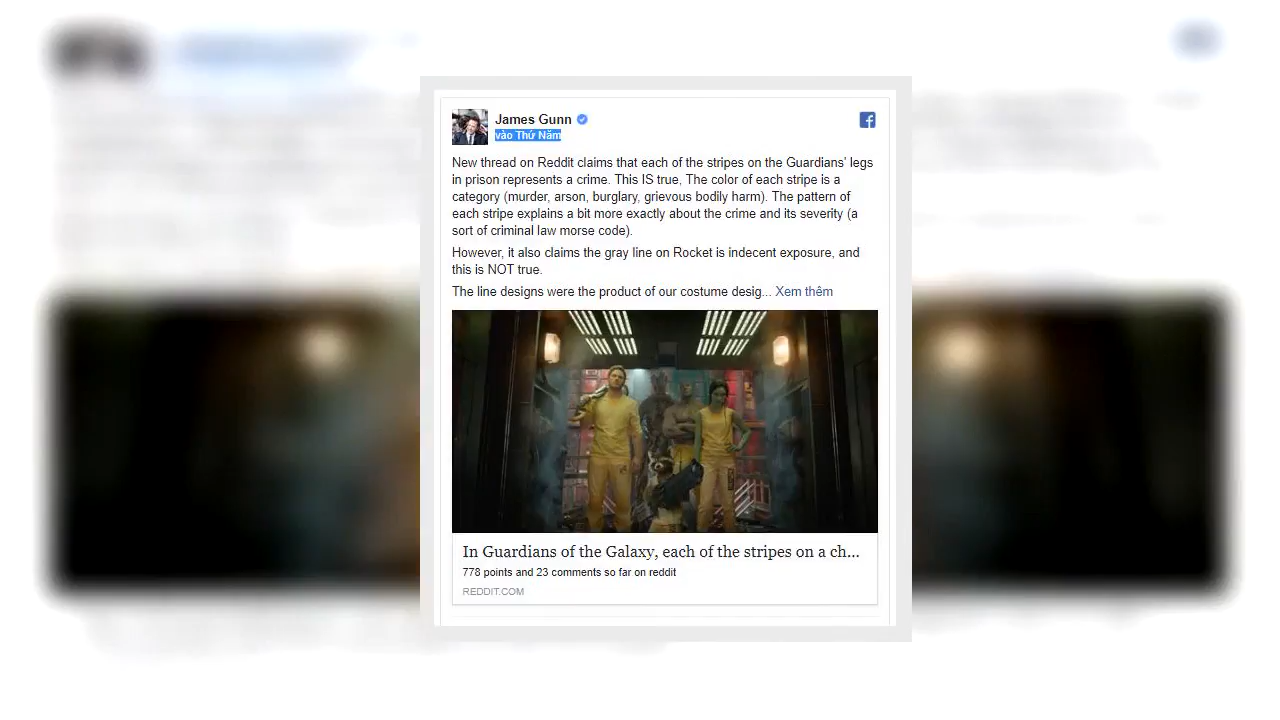 James Gunn
vào Thứ Năm
New thread on Reddit claims that each of the stripes on the Guardians' legs
in prison represents a crime. This IS true, The color of each stripe is a
category (murder, arson, burglary, grievous bodily harm). The pattern of
each stripe explains a bit more exactly about the crime and its severity (a
sort of criminal law morse code).
However, it also claims the gray line on Rocket is indecent exposure, and
this is NOT true.
The line designs were the product of our costume desig... Xem thêm
In Guardians of the Galaxy, each of the stripes on a ch...
778 points and 23 comments so far on reddit
REDDIT.COM